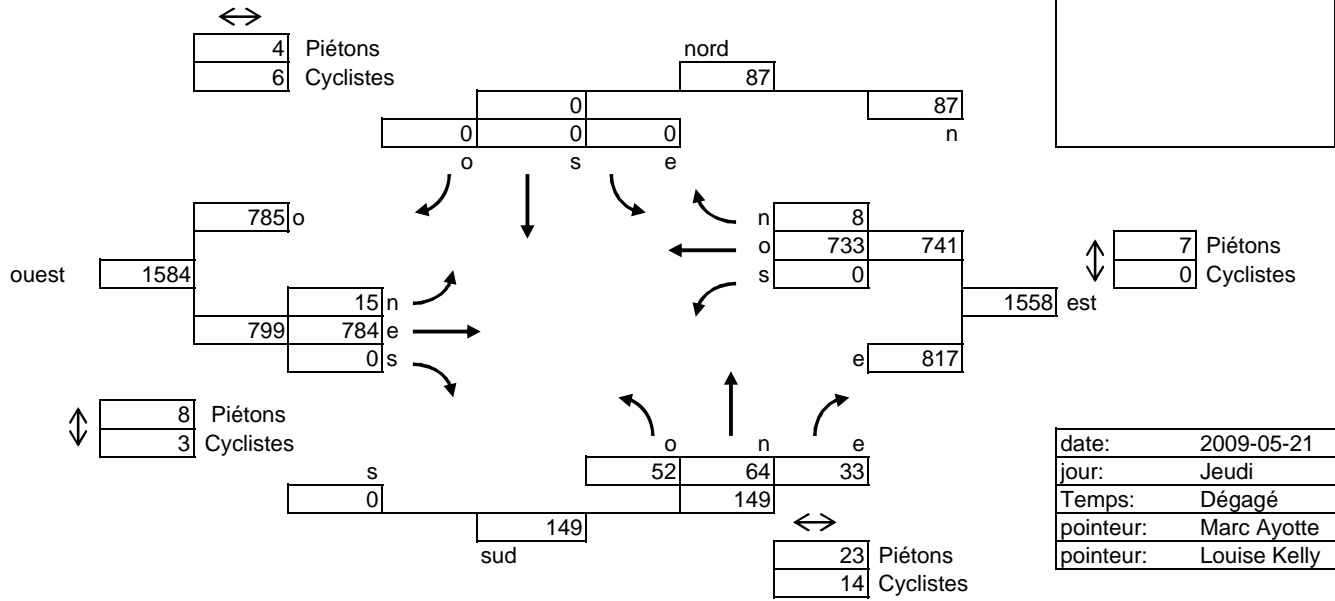 4 Piétons
6 Cyclistes
nord
87
0 87
0 0 0 n
o s e
785 o
n 8
o 733 741
s 0
7 Piétons
0 Cyclistes
ouest 1584
15 n
799 784 e
0 s
1558 est
e 817
8 Piétons
3 Cyclistes
o n e
52 64 33
149
s
0
149
sud
23 Piétons
14 Cyclistes
date: 2009-05-21
jour: Jeudi
Temps: Dégagé
pointeur: Marc Ayotte
pointeur: Louise Kelly